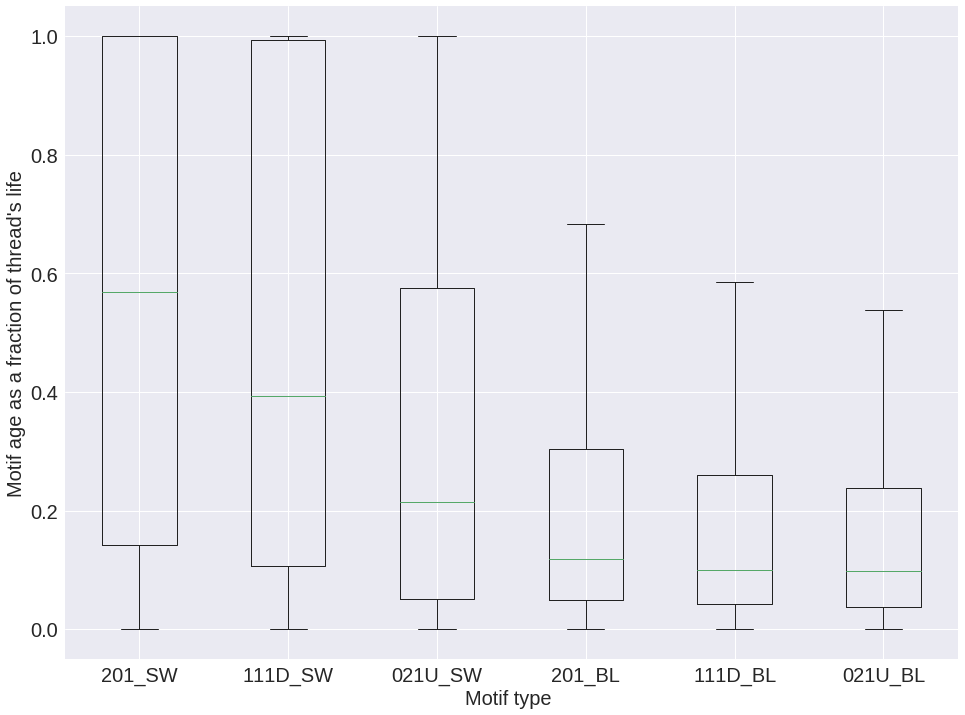 Motif age as a fraction of thread's life
1.0
0.8
0.6
0.4
0.2
0.0
201_SW 111D_SW 021U_SW 201_BL 111D_BL 021U_BL
Motif type